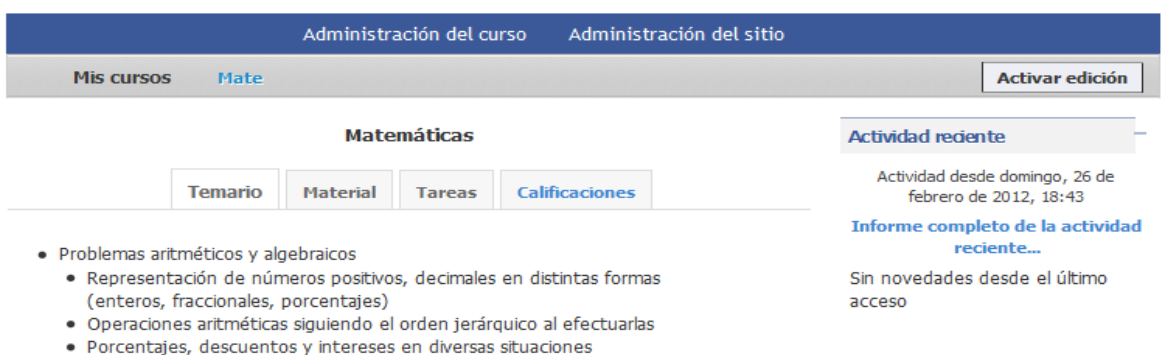 Administración del curso Administración del sitio
Mis cursos Mate
Activar edición
Matemáticas
Temario Material Tareas Calificaciones
• Problemas aritméticos y algebraicos
• Representación de números positivos, decimales en distintas formas
(enteros, fraccionales, porcentajes)
• Operaciones aritméticas siguiendo el orden jerárquico al efectuarlas
• Porcentajes, descuentos y intereses en diversas situaciones
Actividad reciente
Actividad desde domingo, 26 de
febrero de 2012, 18:43
Informe completo de la actividad
reciente...
Sin novedades desde el último
acceso